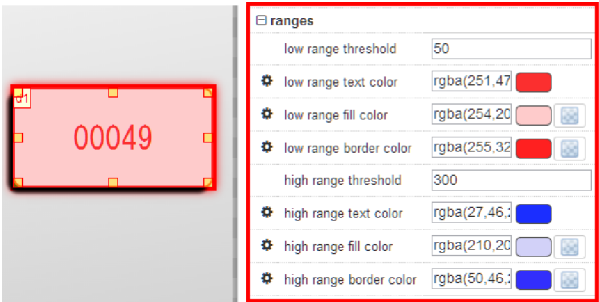 d1
00049
ranges
low range threshold 50
low range text color rgba(251,47
low range fill color rgba(254,20
low range border color rgba(255,32
high range threshold 300
high range text color rgba(27,46,2
high range fill color rgba(210,20
high range border color rgba(50,46,2